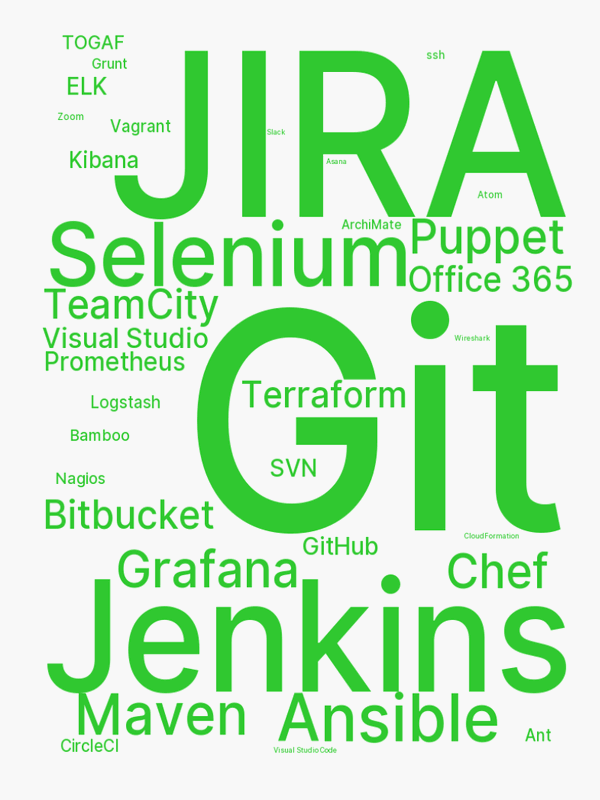 TOGAF
Grunt
ssh
ELK
JIRA
Zoom
Vagrant
Slack
Kibana
Asana
Atom
ArchiMate
Selenium
Puppet
Office 365
TeamCity
Visual Studio
Wireshark
Prometheus
Git
Terraform
Logstash
Bamboo
SVN
Nagios
Bitbucket
CloudFormation
GitHub
Grafana
Chef
Jenkins
Maven
Ansible
Ant
CircleCI
Visual Studio Code